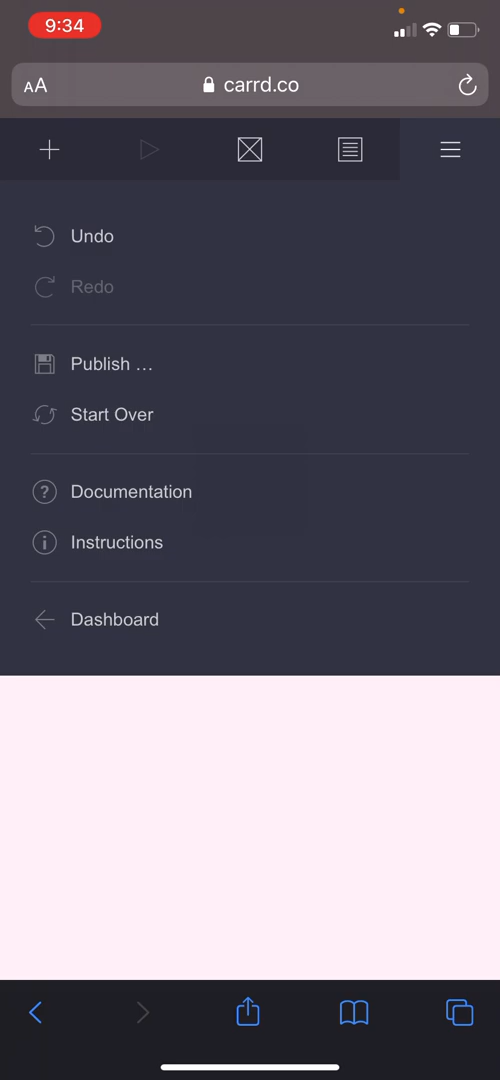 9:34
AA
carrd.co
Undo
Redo
Publish ...
Start Over
Documentation
Instructions
Dashboard